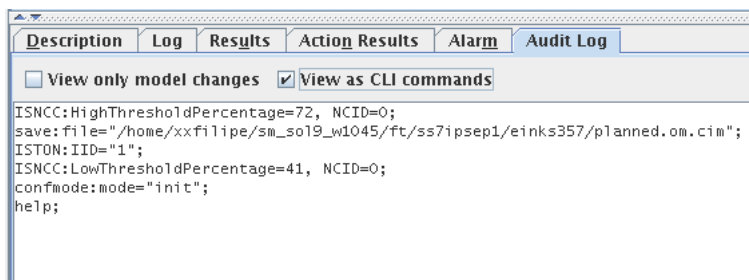 Description Log Results Action Results Alarm Audit Log
View only model changes View as CLI commands
ISNCC:HighThresholdPercentage=72, NCID=0;
save:file="/home/xxfilipe/sm_sol9_w1045/ft/ss7ipsep1/einks357/planned.om.cim";
ISTON:IID="1";
ISNCC:LowThresholdPercentage=41, NCID=0;
confmode:mode="init";
help;